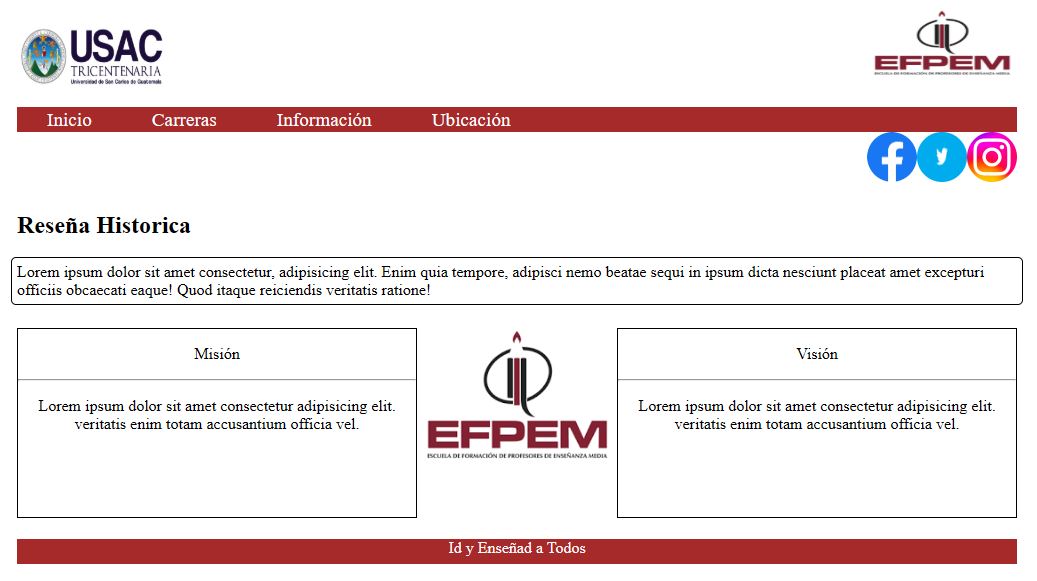 USAC
TRICENTENARIA
Universidad de San Carlos de Guatemala
EFPEM
ESCUELA DE FORMACIÓN DE PROFESORES DE ENSEÑANZA MEDIA
Inicio Carreras Información Ubicación
Reseña Historica
Lorem ipsum dolor sit amet consectetur, adipisicing elit. Enim quia tempore, adipisci nemo beatae sequi in ipsum dicta nesciunt placeat amet excepturi
officiis obcaecati eaque! Quod itaque reiciendis veritatis ratione!
Misión
Lorem ipsum dolor sit amet consectetur adipisicing elit.
veritatis enim totam accusantium officia vel.
EFPEM
ESCUELA DE FORMACIÓN DE PROFESORES DE ENSEÑANZA MEDIA
Visión
Lorem ipsum dolor sit amet consectetur adipisicing elit.
veritatis enim totam accusantium officia vel.
Id y Enseñad a Todos